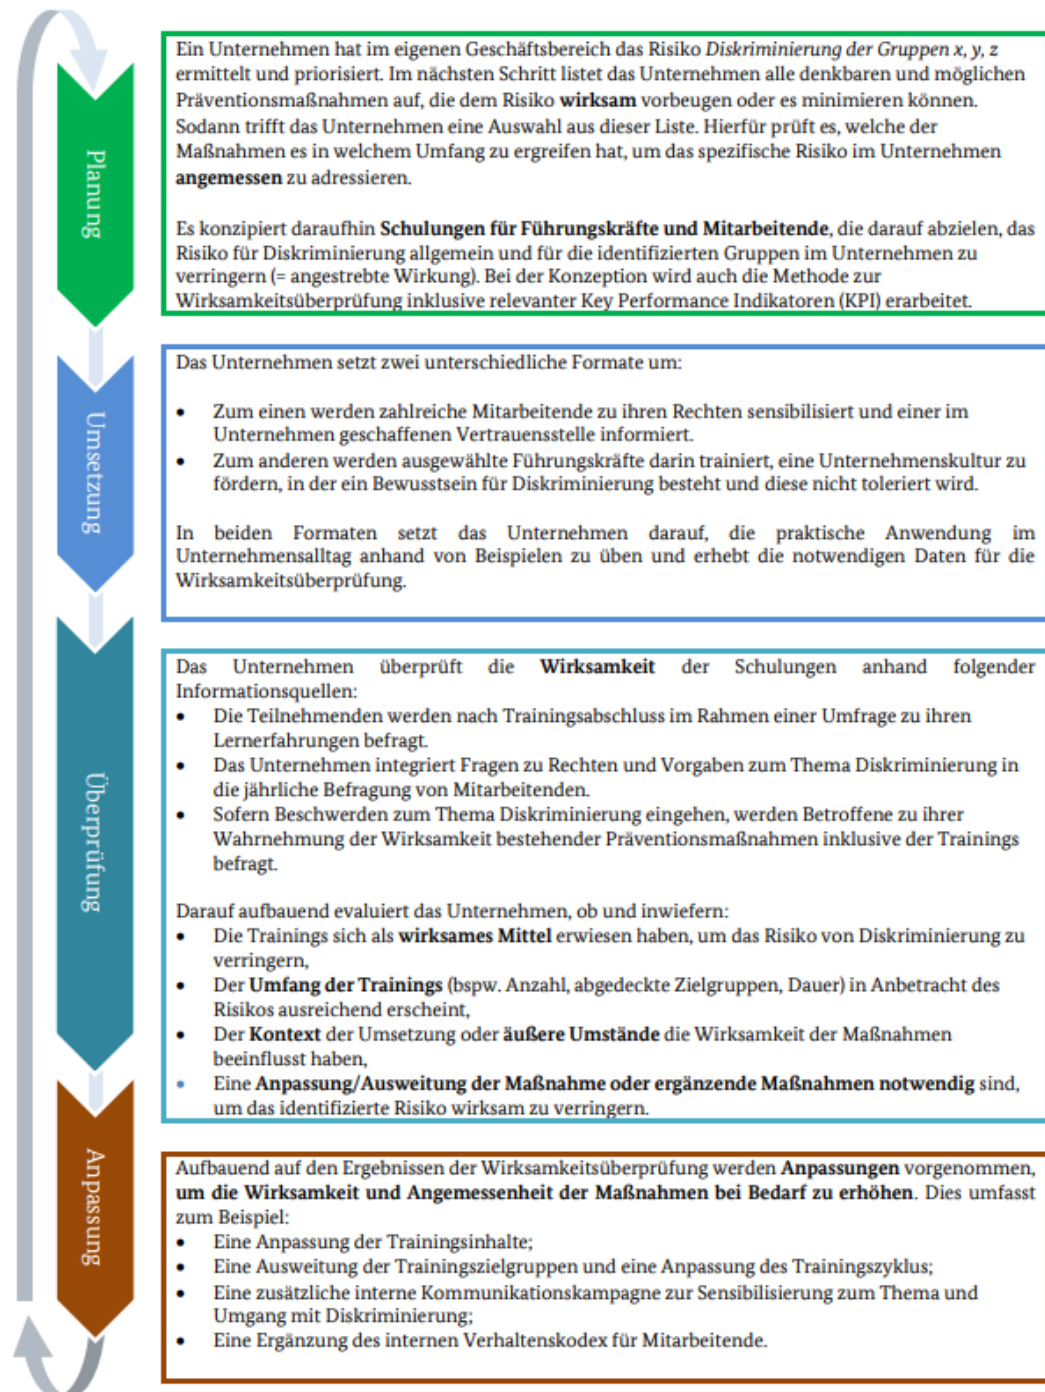 Planung
Ein Unternehmen hat im eigenen Geschäftsbereich das Risiko Diskriminierung der Gruppen x, y, z
ermittelt und priorisiert. Im nächsten Schritt listet das Unternehmen alle denkbaren und möglichen
Präventionsmaßnahmen auf, die dem Risiko wirksam vorbeugen oder es minimieren können.
Sodann trifft das Unternehmen eine Auswahl aus dieser Liste. Hierfür prüft es, welche der
Maßnahmen es in welchem Umfang zu ergreifen hat, um das spezifische Risiko im Unternehmen
angemessen zu adressieren.
Es konzipiert daraufhin Schulungen für Führungskräfte und Mitarbeitende, die darauf abzielen, das
Risiko für Diskriminierung allgemein und für die identifizierten Gruppen im Unternehmen zu
verringern (= angestrebte Wirkung). Bei der Konzeption wird auch die Methode zur
Wirksamkeitsüberprüfung inklusive relevanter Key Performance Indikatoren (KPI) erarbeitet.
Umsetzung
Das Unternehmen setzt zwei unterschiedliche Formate um:
• Zum einen werden zahlreiche Mitarbeitende zu ihren Rechten sensibilisiert und einer im
Unternehmen geschaffenen Vertrauensstelle informiert.
• Zum anderen werden ausgewählte Führungskräfte darin trainiert, eine Unternehmenskultur zu
fördern, in der ein Bewusstsein für Diskriminierung besteht und diese nicht toleriert wird.
In beiden Formaten setzt das Unternehmen darauf, die praktische Anwendung im
Unternehmensalltag anhand von Beispielen zu üben und erhebt die notwendigen Daten für die
Wirksamkeitsüberprüfung.
Überprüfung
Das Unternehmen überprüft die Wirksamkeit der Schulungen anhand folgender
Informationsquellen:
• Die Teilnehmenden werden nach Trainingsabschluss im Rahmen einer Umfrage zu ihren
Lernerfahrungen befragt.
• Das Unternehmen integriert Fragen zu Rechten und Vorgaben zum Thema Diskriminierung in
die jährliche Befragung von Mitarbeitenden.
• Sofern Beschwerden zum Thema Diskriminierung eingehen, werden Betroffene zu ihrer
Wahrnehmung der Wirksamkeit bestehender Präventionsmaßnahmen inklusive der Trainings
befragt.
Darauf aufbauend evaluiert das Unternehmen, ob und inwiefern:
• Die Trainings sich als wirksames Mittel erwiesen haben, um das Risiko von Diskriminierung zu
verringern,
• Der Umfang der Trainings (bspw. Anzahl, abgedeckte Zielgruppen, Dauer) in Anbetracht des
Risikos ausreichend erscheint,
• Der Kontext der Umsetzung oder äußere Umstände die Wirksamkeit der Maßnahmen
beeinflusst haben,
• Eine Anpassung/Ausweitung der Maßnahme oder ergänzende Maßnahmen notwendig sind,
um das identifizierte Risiko wirksam zu verringern.
Anpassung
Aufbauend auf den Ergebnissen der Wirksamkeitsüberprüfung werden Anpassungen vorgenommen,
um die Wirksamkeit und Angemessenheit der Maßnahmen bei Bedarf zu erhöhen. Dies umfasst
zum Beispiel:
• Eine Anpassung der Trainingsinhalte;
• Eine Ausweitung der Trainingszielgruppen und eine Anpassung des Trainingszyklus;
• Eine zusätzliche interne Kommunikationskampagne zur Sensibilisierung zum Thema und
Umgang mit Diskriminierung;
• Eine Ergänzung des internen Verhaltenskodex für Mitarbeitende.